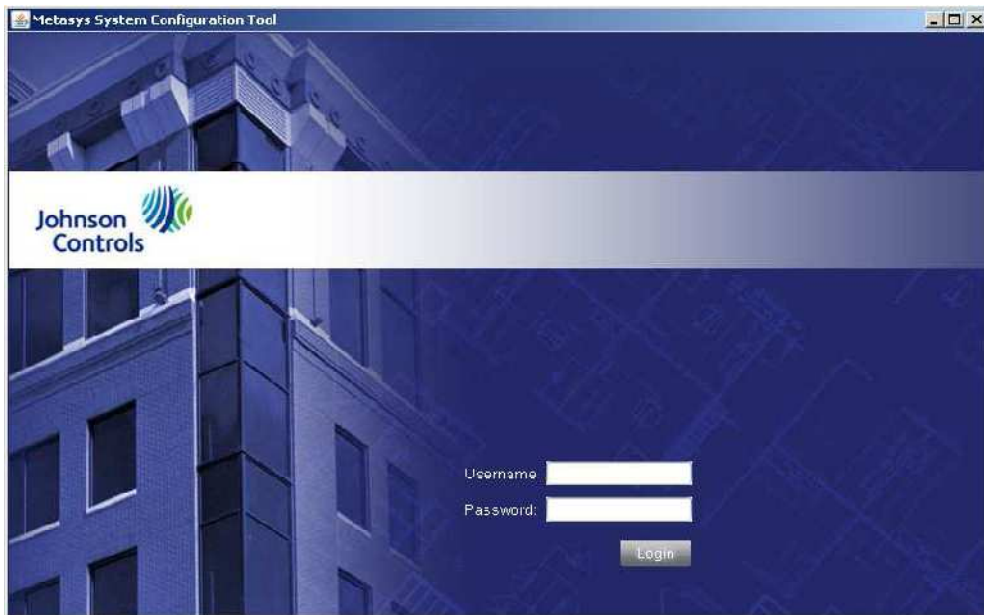 Metasys System Configuration Tool
Johnson
Controls
Username
Password:
Login